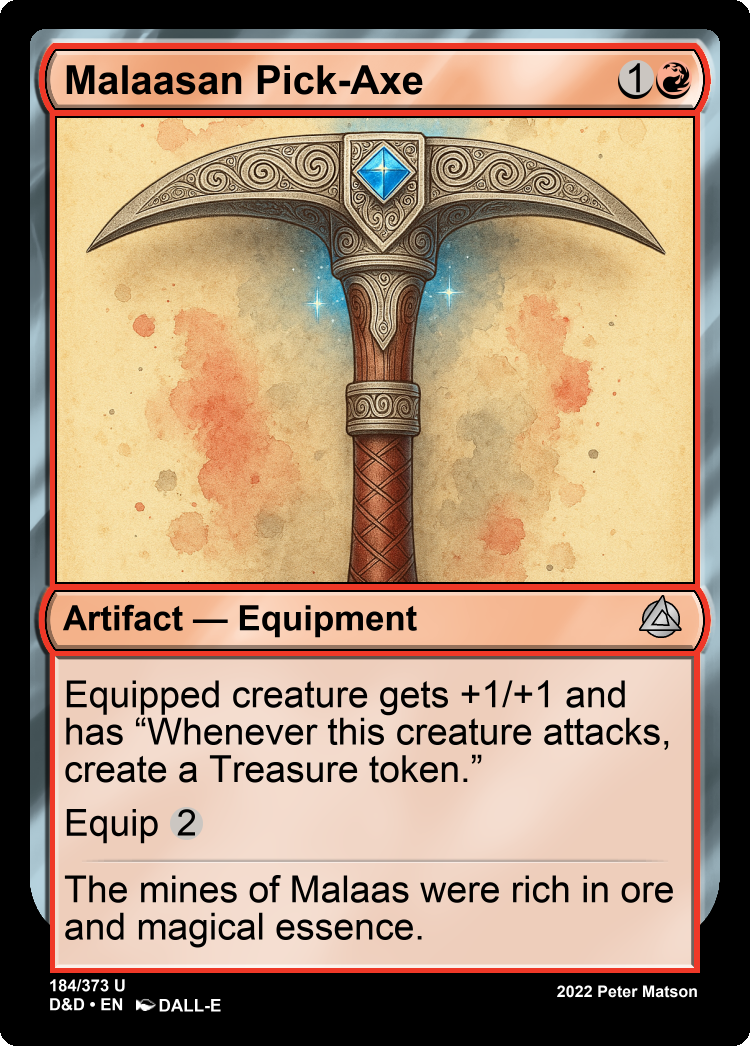 Malaasan Pick-Axe 1
Artifact — Equipment
Equipped creature gets +1/+1 and
has “Whenever this creature attacks,
create a Treasure token.”
Equip 2
The mines of Malaas were rich in ore
and magical essence.
184/373 U
D&D • EN DALL-E
2022 Peter Matson